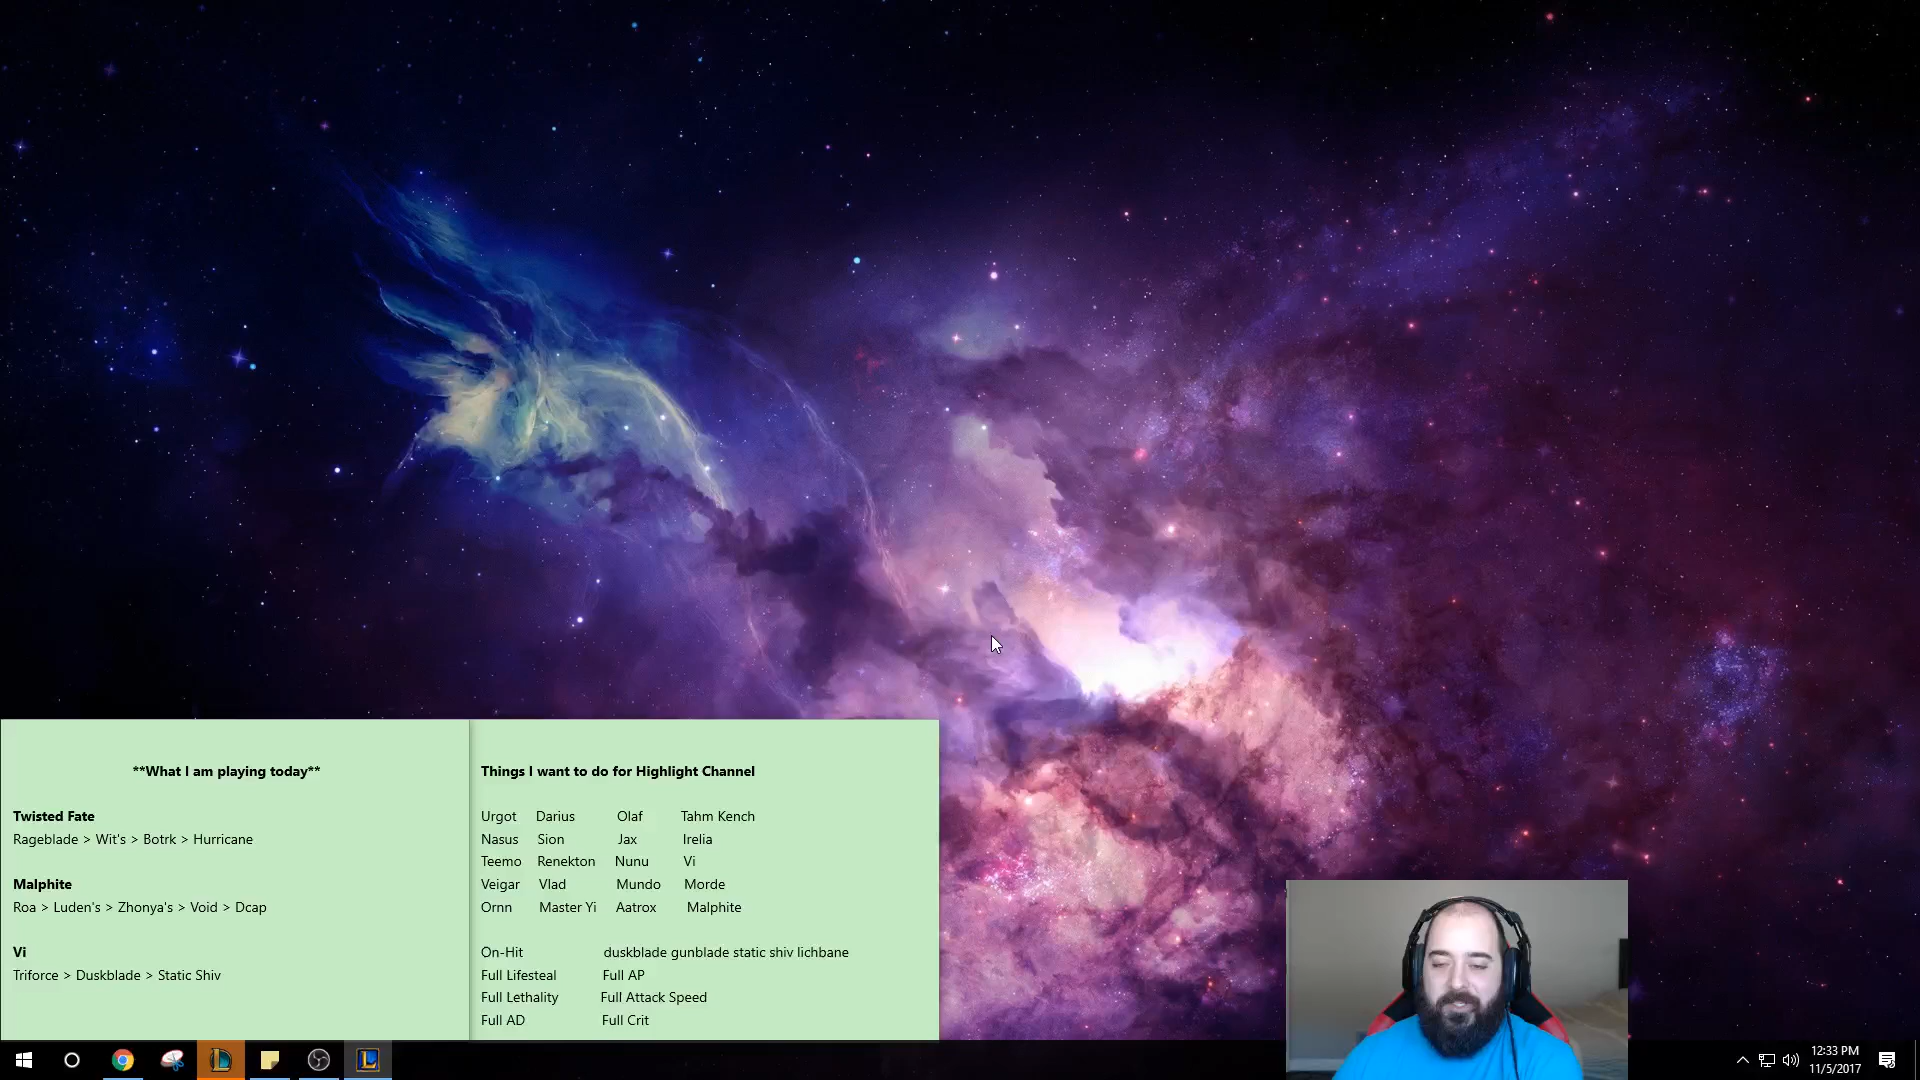 **What I am playing today**
Twisted Fate
Rageblade > Wit's > Botrk > Hurricane
Malphite
Roa > Luden's > Zhonya's > Void > Dcap
Vi
Triforce > Duskblade > Static Shiv
Things I want to do for Highlight Channel
Urgot Darius Olaf Tahm Kench
Nasus Sion Jax Irelia
Teemo Renekton Nunu Vi
Veigar Vlad Mundo Morde
Ornn Master Yi Aatrox Malphite
On-Hit duskblade gunblade static shiv lichbane
Full Lifesteal Full AP
Full Lethality Full Attack Speed
Full AD Full Crit
12:33 PM
11/5/2017